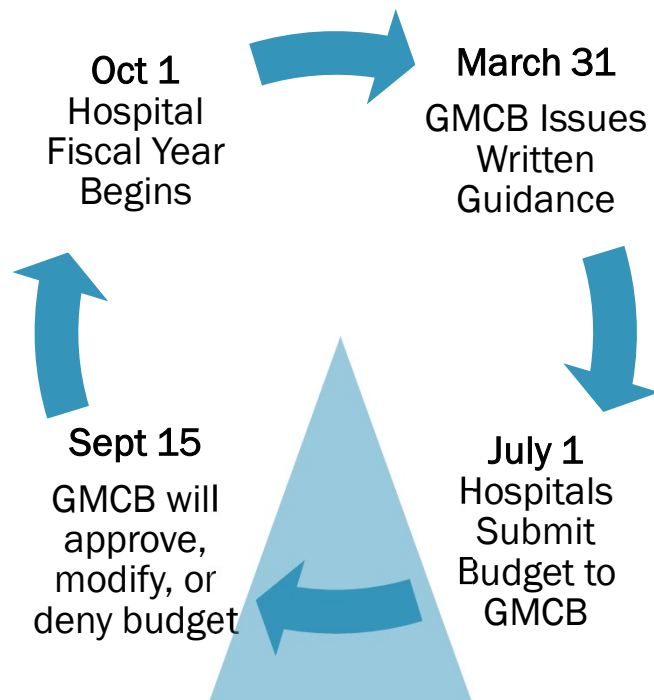 Oct 1
Hospital
Fiscal Year
Begins
March 31
GMCB Issues
Written
Guidance
July 1
Hospitals
Submit
Budget to
GMCB
Sept 15
GMCB will
approve,
modify, or
deny budget